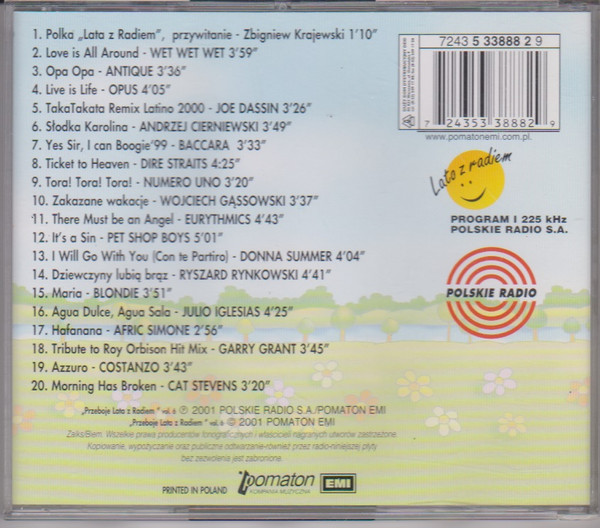 1. Polka „Lata z Radiem", przywitanie - Zbigniew Krajewski 1'10"
2. Love is All Around - WET WET WET 3'59"
3. Opa Opa - ANTIQUE 3'36"
4. Live is Life - OPUS 4'05"
5. TakaTakata Remix Latino 2000 - JOE DASSIN 3'26"
6. Słodka Karolina - ANDRZEJ CIERNIEWSKI 3'49"
7. Yes Sir, I can Boogie'99 - BACCARA 3'33"
8. Ticket to Heaven - DIRE STRAITS 4:25"
9. Tora! Tora! Tora! - NUMERO UNO 3'20"
10. Zakazane wakacje - WOJCIECH GĄSSOWSKI 3'37"
11. There Must be an Angel - EURYTHMICS 4'43"
12. It's a Sin - PET SHOP BOYS 5'01"
13. I Will Go With You (Con te Partiro) - DONNA SUMMER 4'04"
14. Dziewczyny lubią brąz - RYSZARD RYNKOWSKI 4'41"
15. Maria - BLONDIE 3'51"
16. Agua Dulce, Agua Sala - JULIO IGLESIAS 4'25"
17. Hafanana - AFRIC SIMONE 2'56"
18. Tribute to Roy Orbison Hit Mix - GARRY GRANT 3'45"
19. Azzuro - COSTANZO 3'43"
20. Morning Has Broken - CAT STEVENS 3'20"
„Przeboje Lata z Radiem" vol. 6 ℗ 2001 POLSKIE RADIO S.A./POMATON EMI
„Przeboje Lata z Radiem" vol. 6 © 2001 POMATON EMI
Zaiks/Biem. Wszelkie prawa producentów fonograficznych i właścicieli nagranych utworów zastrzeżone.
Kopiowanie, wypożyczanie oraz publiczne odtwarzanie-również przez radio-niniejszej płyty
bez zezwolenia jest zabronione.
PRINTED IN POLAND
pomaton
KOMPANIA MUZYCZNA
EMI
7243 5 33888 2 9
7 24353 38882 9
www.pomatonemi.com.pl.
Lato z radiem
PROGRAM I 225 kHz
POLSKIE RADIO S.A.
POLSKIE RADIO